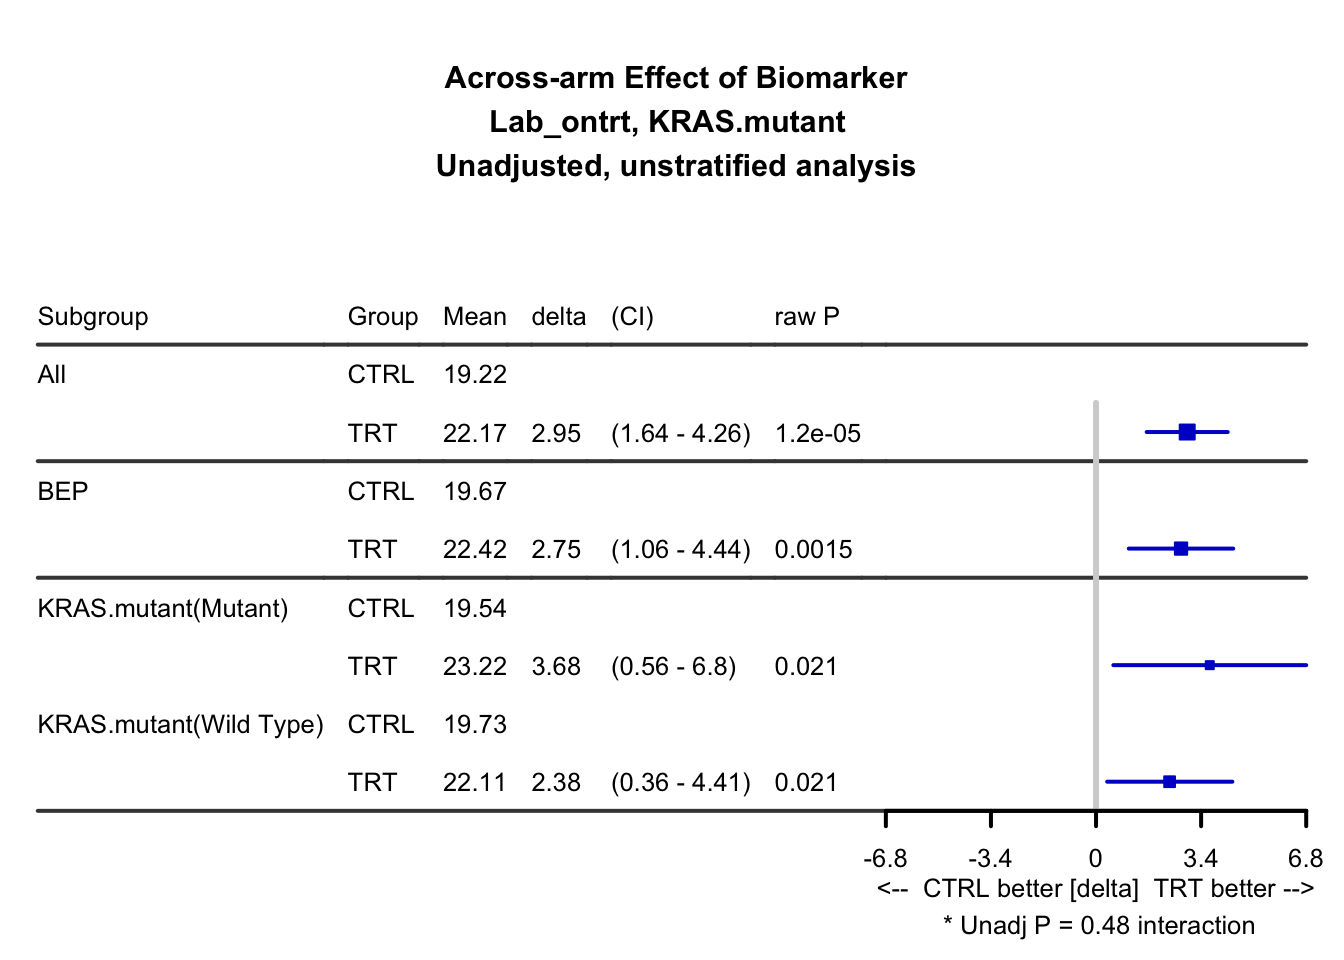 Across-arm Effect of Biomarker
Lab_ontrt, KRAS.mutant
Unadjusted, unstratified analysis
Subgroup Group Mean delta (CI) raw P
All CTRL 19.22
TRT 22.17 2.95 (1.64 - 4.26) 1.2e-05
BEP CTRL 19.67
TRT 22.42 2.75 (1.06 - 4.44) 0.0015
KRAS.mutant(Mutant) CTRL 19.54
TRT 23.22 3.68 (0.56 - 6.8) 0.021
KRAS.mutant(Wild Type) CTRL 19.73
TRT 22.11 2.38 (0.36 - 4.41) 0.021
-6.8 -3.4 0 3.4 6.8
<-- CTRL better [delta] TRT better -->
* Unadj P = 0.48 interaction